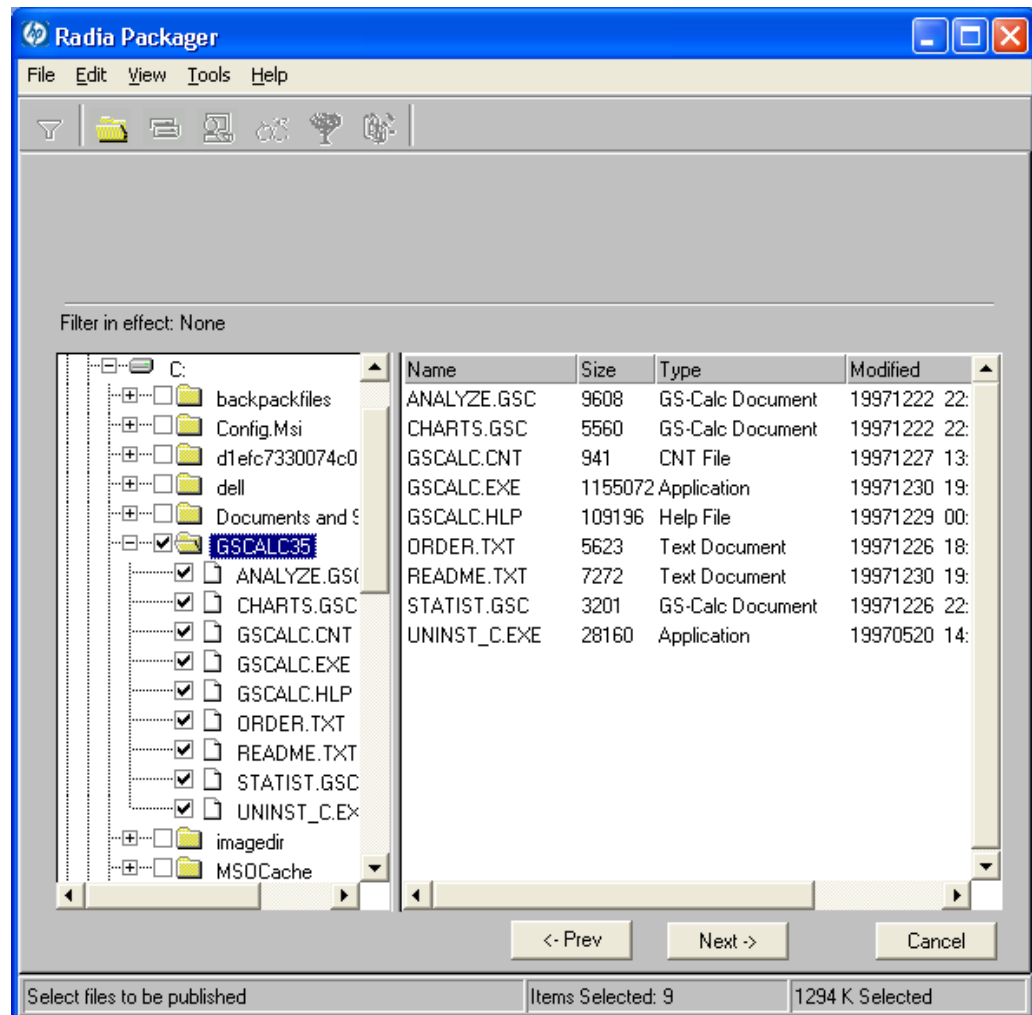 hp Radia Packager
File Edit View Tools Help
Filter in effect: None
C:
backpackfiles
Config.Msi
d1efc7330074c0
dell
Documents and S
GSCALC35
ANALYZE.GS(
CHARTS.GSC
GSCALC.CNT
GSCALC.EXE
GSCALC.HLP
ORDER.TXT
README.TXT
STATIST.GSC
UNINST_C.EX
imagedir
MSOCache
Name Size Type Modified
ANALYZE.GSC 9608 GS-Calc Document 19971222 22:
CHARTS.GSC 5560 GS-Calc Document 19971222 22:
GSCALC.CNT 941 CNT File 19971227 13:
GSCALC.EXE 1155072 Application 19971230 19:
GSCALC.HLP 109196 Help File 19971229 00:
ORDER.TXT 5623 Text Document 19971226 18:
README.TXT 7272 Text Document 19971230 19:
STATIST.GSC 3201 GS-Calc Document 19971226 22:
UNINST_C.EXE 28160 Application 19970520 14:
<- Prev Next -> Cancel
Select files to be published Items Selected: 9 1294 K Selected